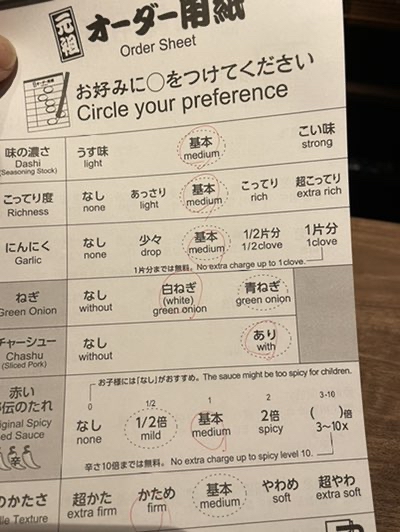 元祖 オーダー用紙
Order Sheet
お好みに○をつけてください
Circle your preference
味の濃さ うす味 基本 こい味
Dashi light medium strong
(Seasoning Stock)
こってり度 なし あっさり 基本 こってり 超こってり
Richness none light medium rich extra rich
にんにく なし 少々 基本 1/2片分 1片分
Garlic none drop medium 1/2clove 1clove
1片分までは無料。No extra charge up to 1clove.
ねぎ なし 白ねぎ 青ねぎ
Green Onion without (white) green onion
green onion
チャーシュー なし あり
Chashu without with
(Sliced Pork)
お子様には「なし」がおすすめ。The sauce might be too spicy for children.
赤い 0 1/2 1 2 3-10
伝のたれ なし 1/2倍 基本 2倍 ( )倍
ginal Spicy none mild medium spicy 3~10x
ed Sauce
辛 辛さ10倍までは無料。No extra charge up to spicy level 10.
のかたさ 超かた かため 基本 やわめ 超やわ
le Texture extra firm firm medium soft extra soft